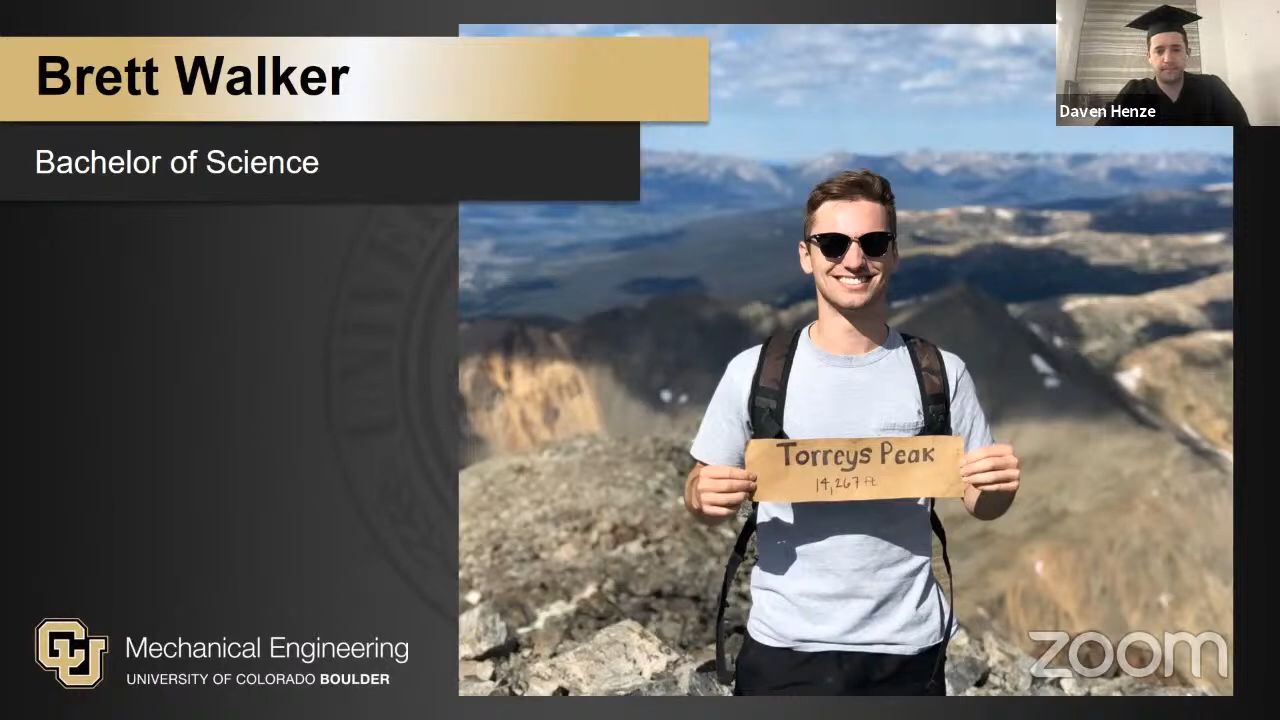 Brett Walker
Bachelor of Science
Daven Henze
Torreys Peak
14,267 ft
CU
Mechanical Engineering
UNIVERSITY OF COLORADO BOULDER
zoom